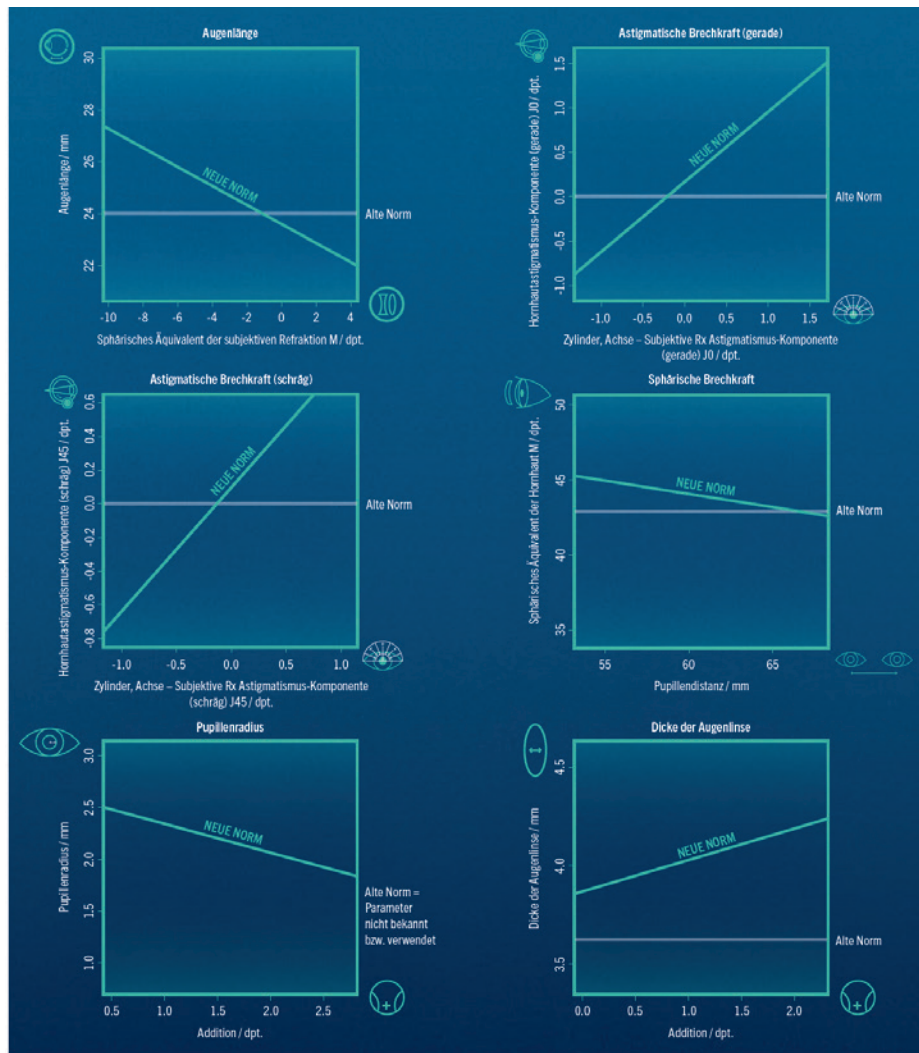 Augenlänge
Augenlänge / mm
30
28
26
24
22
NEUE NORM
Alte Norm
-10 -8 -6 -4 -2 0 2 4
Sphärisches Äquivalent der subjektiven Refraktion M / dpt.
Astigmatische Brechkraft (gerade)
Hornhautastigmatismus-Komponente (gerade) J0 / dpt.
1.5
1.0
0.5
0.0
-0.5
-1.0
NEUE NORM
Alte Norm
-1.0 -0.5 0.0 0.5 1.0 1.5
Zylinder, Achse – Subjektive Rx Astigmatismus-Komponente
(gerade) J0 / dpt.
Astigmatische Brechkraft (schräg)
Hornhautastigmatismus-Komponente (schräg) J45 / dpt.
0.6
0.4
0.2
0.0
-0.2
-0.4
-0.6
-0.8
NEUE NORM
Alte Norm
-1.0 -0.5 0.0 0.5 1.0
Zylinder, Achse – Subjektive Rx Astigmatismus-Komponente
(schräg) J45 / dpt.
Sphärische Brechkraft
Sphärisches Äquivalent der Hornhaut M / dpt.
50
45
40
35
NEUE NORM
Alte Norm
55 60 65
Pupillendistanz / mm
Pupillenradius
Pupillenradius / mm
3.0
2.5
2.0
1.5
1.0
NEUE NORM
Alte Norm =
Parameter
nicht bekannt
bzw. verwendet
0.5 1.0 1.5 2.0 2.5
Addition / dpt.
Dicke der Augenlinse
Dicke der Augenlinse / mm
4.5
4.0
3.5
NEUE NORM
Alte Norm
0.0 0.5 1.0 1.5 2.0
Addition / dpt.